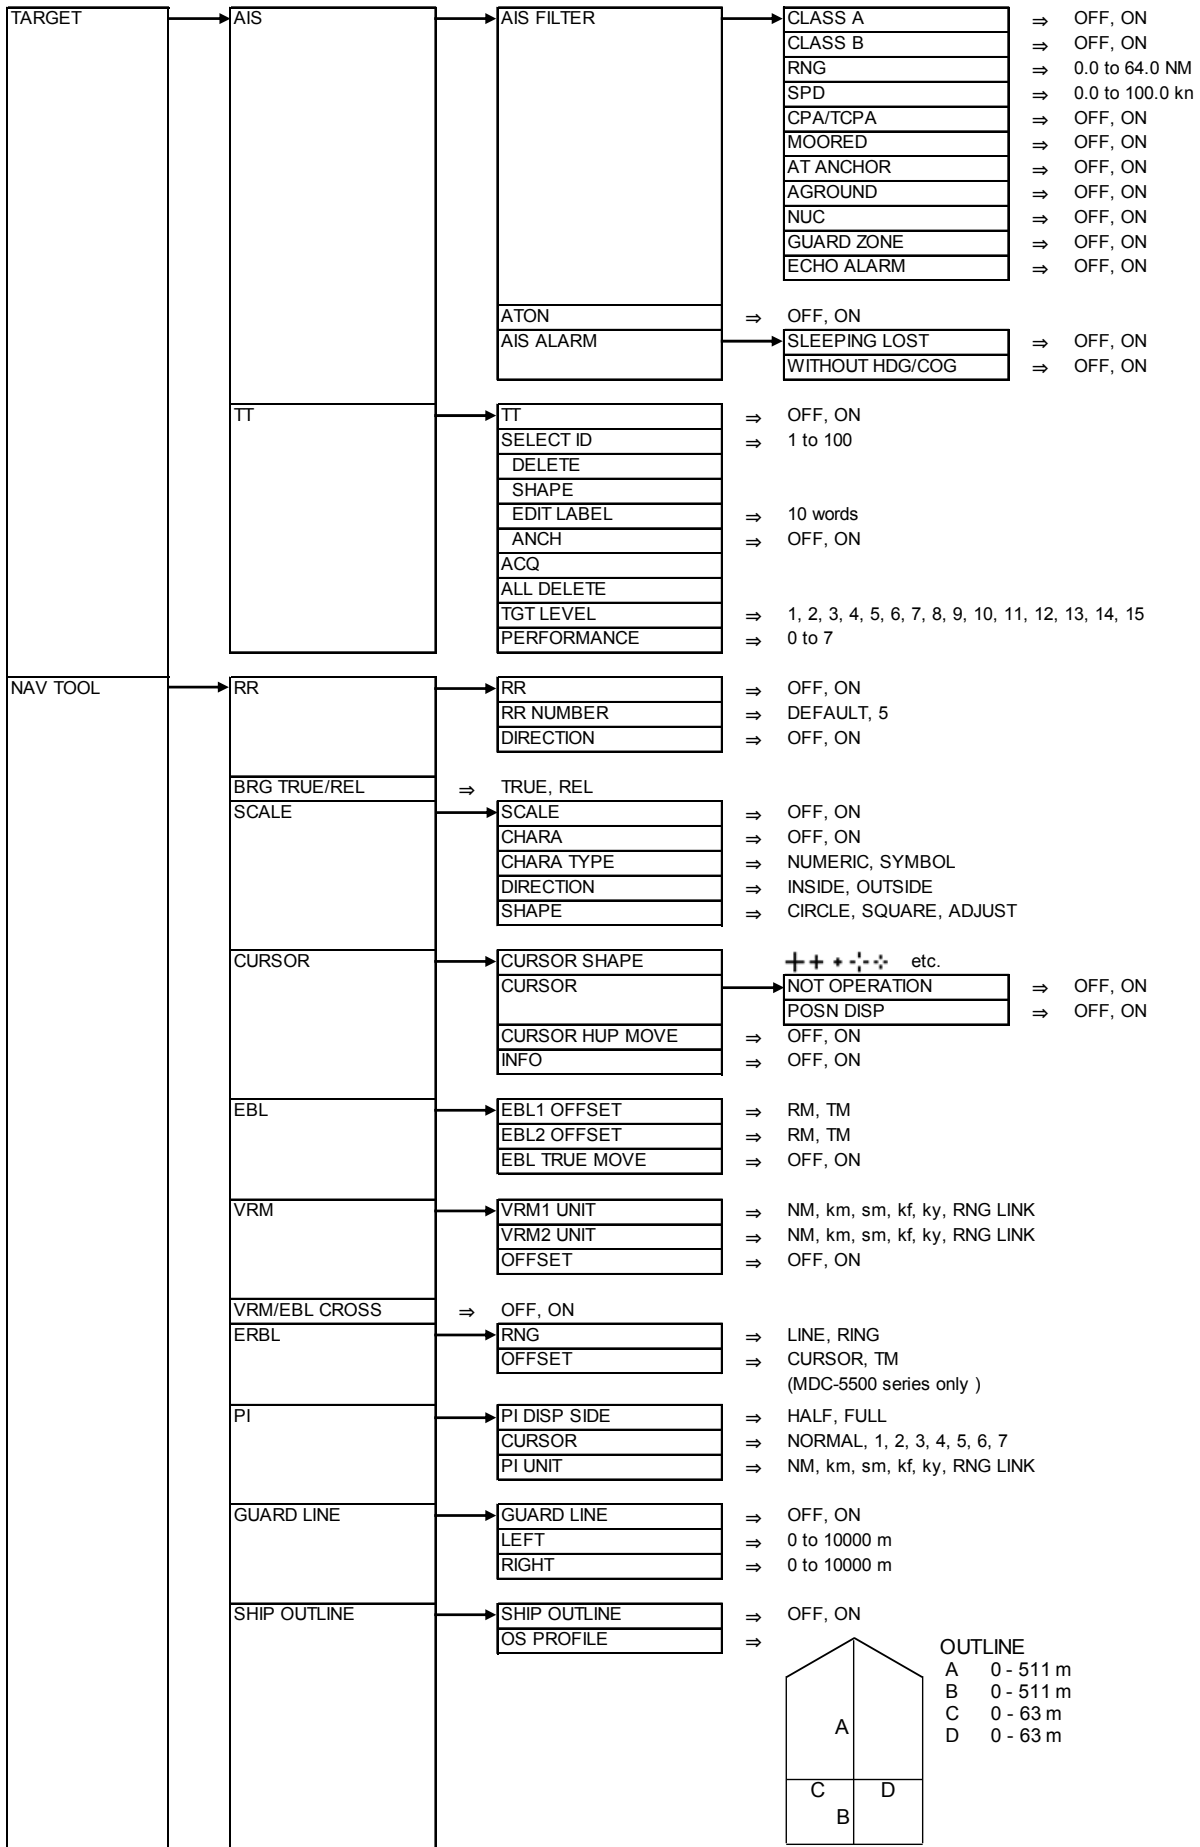 TARGET AIS AIS FILTER CLASS A ⇒ OFF, ON
CLASS B ⇒ OFF, ON
RNG ⇒ 0.0 to 64.0 NM
SPD ⇒ 0.0 to 100.0 kn
CPA/TCPA ⇒ OFF, ON
MOORED ⇒ OFF, ON
AT ANCHOR ⇒ OFF, ON
AGROUND ⇒ OFF, ON
NUC ⇒ OFF, ON
GUARD ZONE ⇒ OFF, ON
ECHO ALARM ⇒ OFF, ON
ATON ⇒ OFF, ON
AIS ALARM SLEEPING LOST ⇒ OFF, ON
WITHOUT HDG/COG ⇒ OFF, ON
TT TT ⇒ OFF, ON
SELECT ID ⇒ 1 to 100
DELETE
SHAPE
EDIT LABEL ⇒ 10 words
ANCH ⇒ OFF, ON
ACQ
ALL DELETE
TGT LEVEL ⇒ 1, 2, 3, 4, 5, 6, 7, 8, 9, 10, 11, 12, 13, 14, 15
PERFORMANCE ⇒ 0 to 7
NAV TOOL RR RR ⇒ OFF, ON
RR NUMBER ⇒ DEFAULT, 5
DIRECTION ⇒ OFF, ON
BRG TRUE/REL ⇒ TRUE, REL
SCALE SCALE ⇒ OFF, ON
CHARA ⇒ OFF, ON
CHARA TYPE ⇒ NUMERIC, SYMBOL
DIRECTION ⇒ INSIDE, OUTSIDE
SHAPE ⇒ CIRCLE, SQUARE, ADJUST
CURSOR CURSOR SHAPE etc.
CURSOR NOT OPERATION ⇒ OFF, ON
POSN DISP ⇒ OFF, ON
CURSOR HUP MOVE ⇒ OFF, ON
INFO ⇒ OFF, ON
EBL EBL1 OFFSET ⇒ RM, TM
EBL2 OFFSET ⇒ RM, TM
EBL TRUE MOVE ⇒ OFF, ON
VRM VRM1 UNIT ⇒ NM, km, sm, kf, ky, RNG LINK
VRM2 UNIT ⇒ NM, km, sm, kf, ky, RNG LINK
OFFSET ⇒ OFF, ON
VRM/EBL CROSS ⇒ OFF, ON
ERBL RNG ⇒ LINE, RING
OFFSET ⇒ CURSOR, TM
(MDC-5500 series only )
PI PI DISP SIDE ⇒ HALF, FULL
CURSOR ⇒ NORMAL, 1, 2, 3, 4, 5, 6, 7
PI UNIT ⇒ NM, km, sm, kf, ky, RNG LINK
GUARD LINE GUARD LINE ⇒ OFF, ON
LEFT ⇒ 0 to 10000 m
RIGHT ⇒ 0 to 10000 m
SHIP OUTLINE SHIP OUTLINE ⇒ OFF, ON
OS PROFILE ⇒
OUTLINE
A 0 - 511 m
B 0 - 511 m
C 0 - 63 m
D 0 - 63 m
A
C D
B